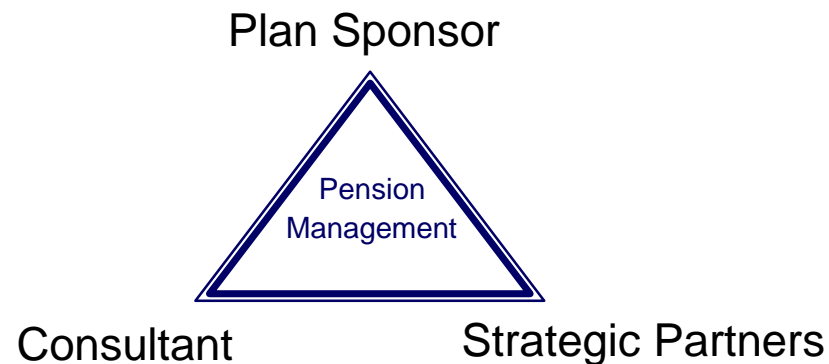 Plan Sponsor
Pension
Management
Consultant
Strategic Partners